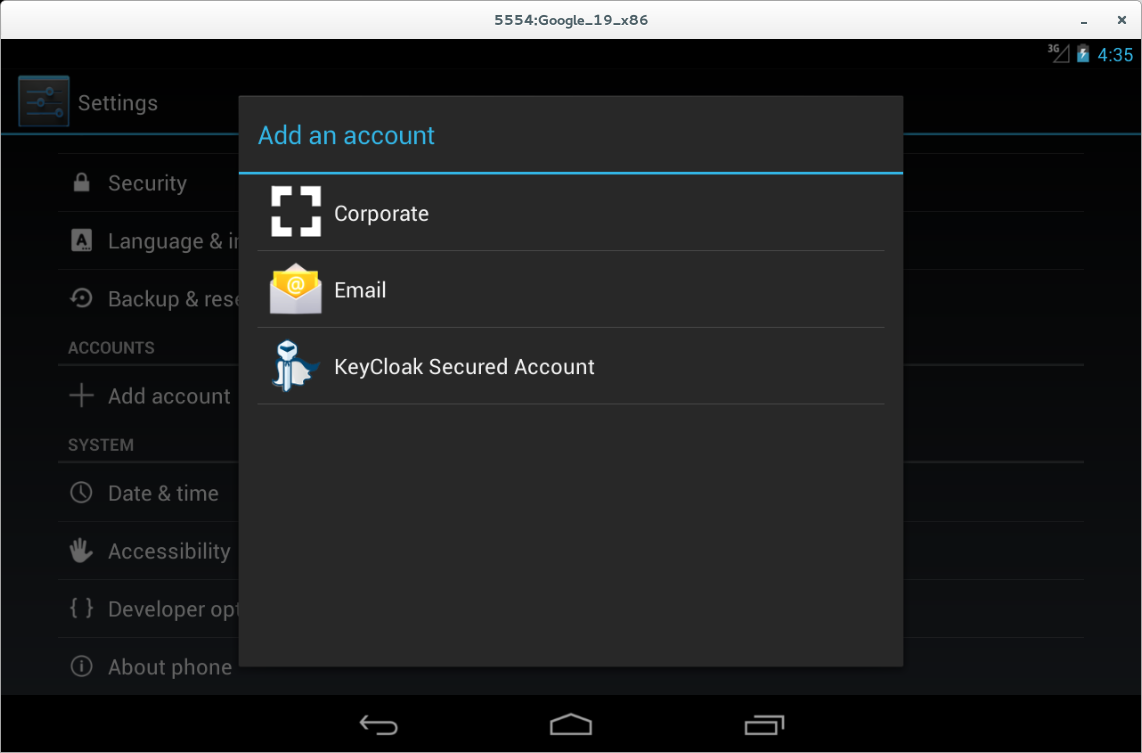 5554:Google_19_x86
3G
4:35
Settings
Add an account
Security
Corporate
Language & i
Email
Backup & rese
ACCOUNTS
KeyCloak Secured Account
Add account
SYSTEM
Date & time
Accessibility
Developer opt
About phone